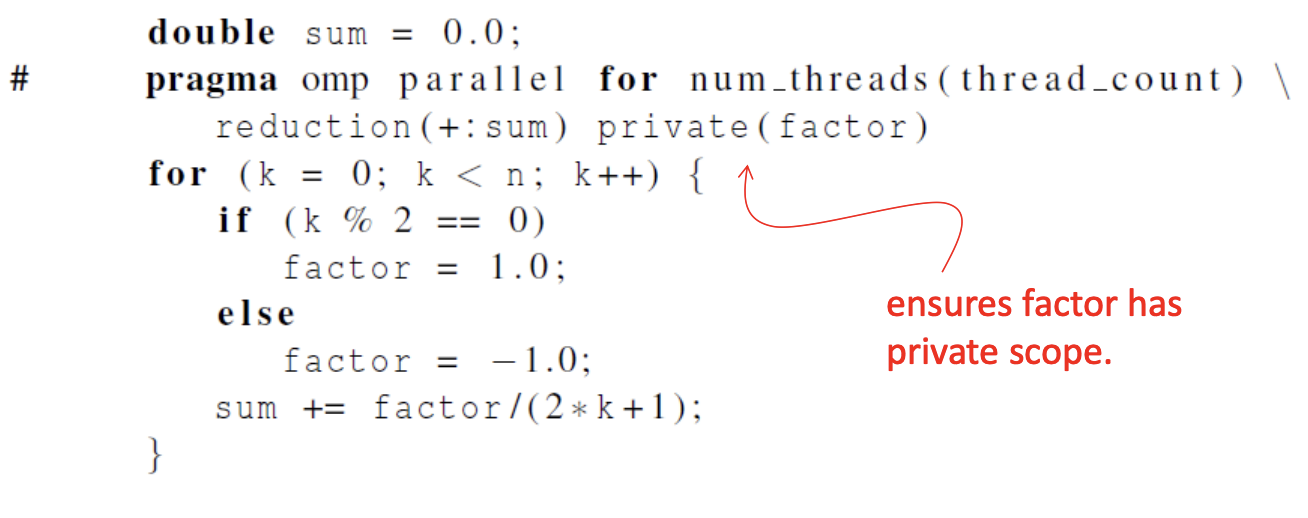 double sum = 0.0;
# pragma omp parallel for num_threads(thread_count) \
reduction(+:sum) private(factor)
for (k = 0; k < n; k++) {
if (k % 2 == 0)
factor = 1.0;
else
factor = −1.0;
sum += factor/(2*k+1);
}
ensures factor has
private scope.